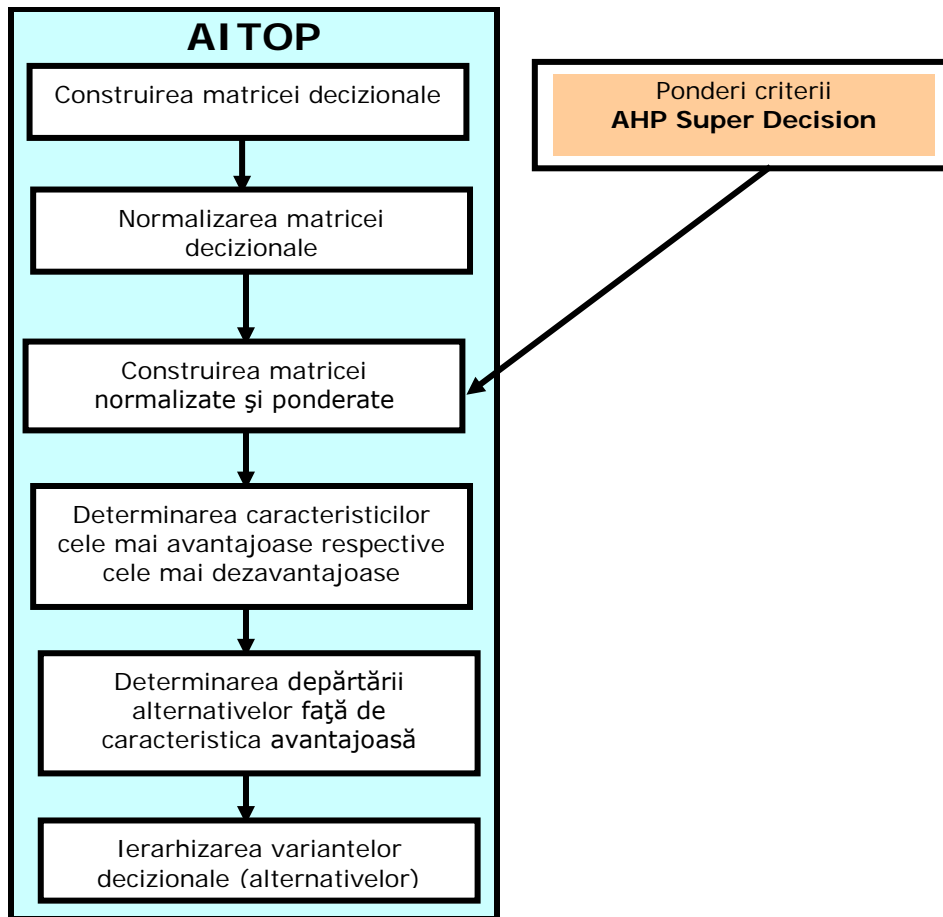 AITOP
Construirea matricei decizionale
Ponderi criterii
AHP Super Decision
Normalizarea matricei
decizionale
Construirea matricei
normalizate şi ponderate
Determinarea caracteristicilor
cele mai avantajoase respective
cele mai dezavantajoase
Determinarea depărtării
alternativelor faţă de
caracteristica avantajoasă
Ierarhizarea variantelor
decizionale (alternativelor)